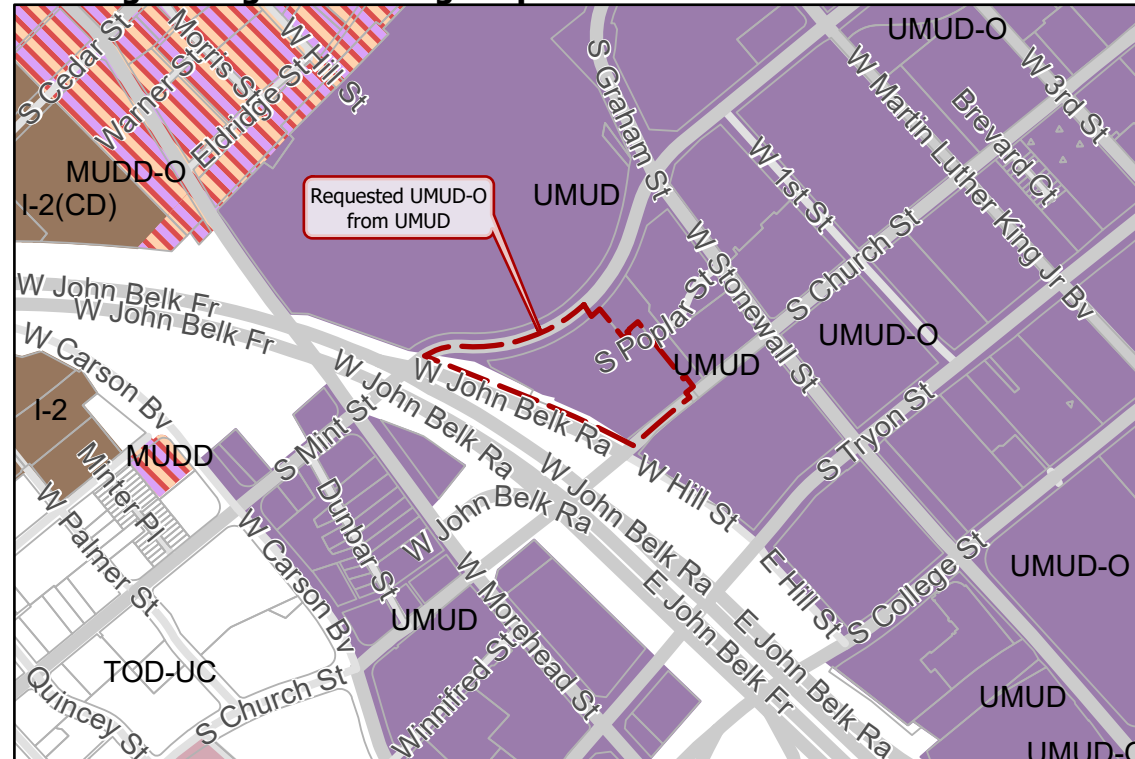 UMUD-O
S Cedar St
Morris St
W Hill St
Warner St
Eldridge St
S Graham St
W 3rd St
W Martin Luther King Jr Bv
Brevard Ct
MUDD-O
I-2(CD)
Requested UMUD-O
from UMUD
UMUD
W 1st St
W Stonewall St
S Church St
W John Belk Fr
W John Belk Fr
S Poplar St
UMUD
UMUD-O
W Carson Bv
W John Belk Ra
W John Belk Ra
I-2
S Mint St
S Tryon St
MUDD
Minter Pl
W Hill St
W John Belk Ra
W John Belk Ra
Dunbar St
W Palmer St
W Carson Bv
E Hill St
S College St
UMUD-O
W Morehead St
E John Belk Fr
E John Belk Ra
UMUD
TOD-UC
S Church St
Winnifred St
Quincey St
UMUD
UMUD-O